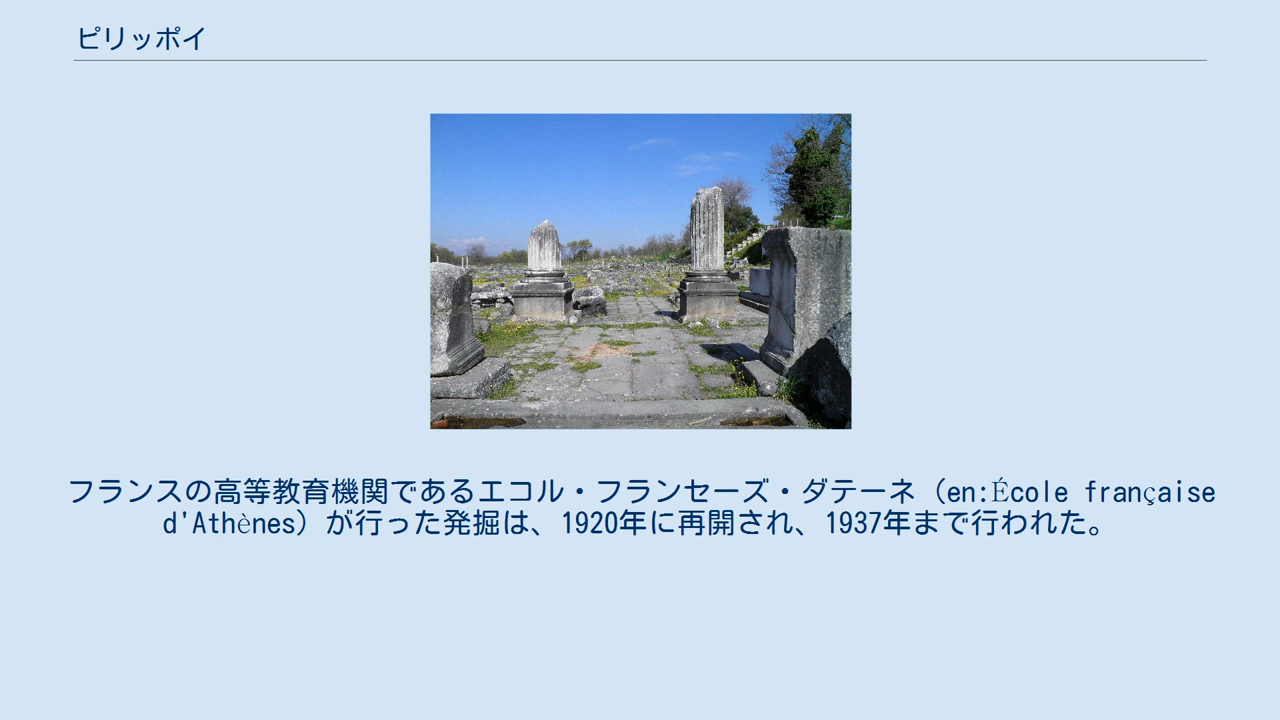 ピリッポイ
フランスの高等教育機関であるエコル・フランセーズ・ダテーネ（en:École française
d'Athènes）が行った発掘は、1920年に再開され、1937年まで行われた。